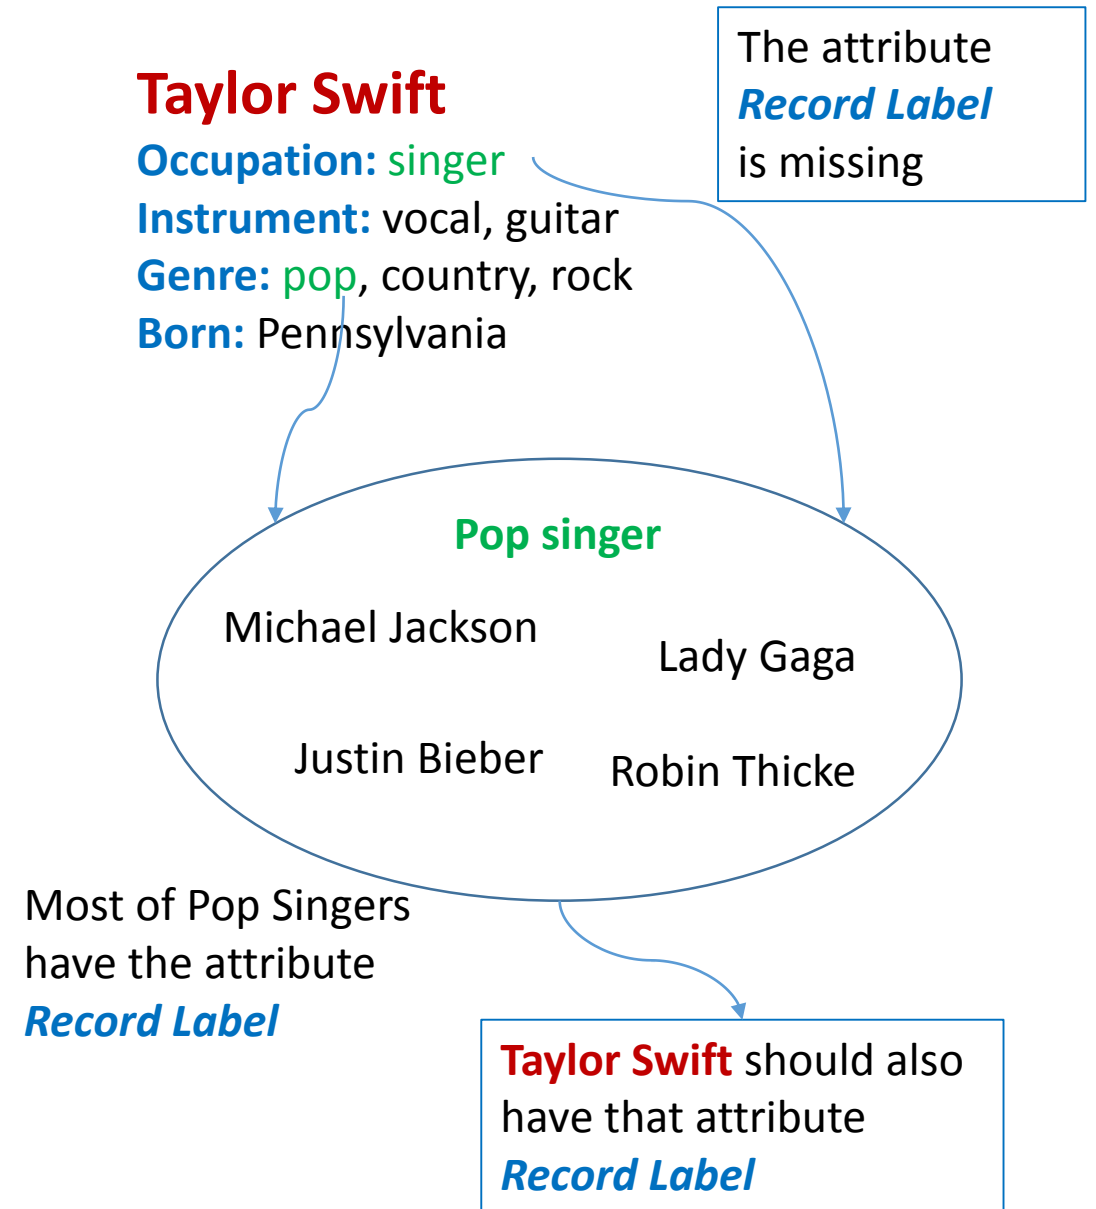 Taylor Swift
Occupation: singer
Instrument: vocal, guitar
Genre: pop, country, rock
Born: Pennsylvania
The attribute
Record Label
is missing
Pop singer
Michael Jackson
Lady Gaga
Justin Bieber
Robin Thicke
Most of Pop Singers
have the attribute
Record Label
Taylor Swift should also
have that attribute
Record Label